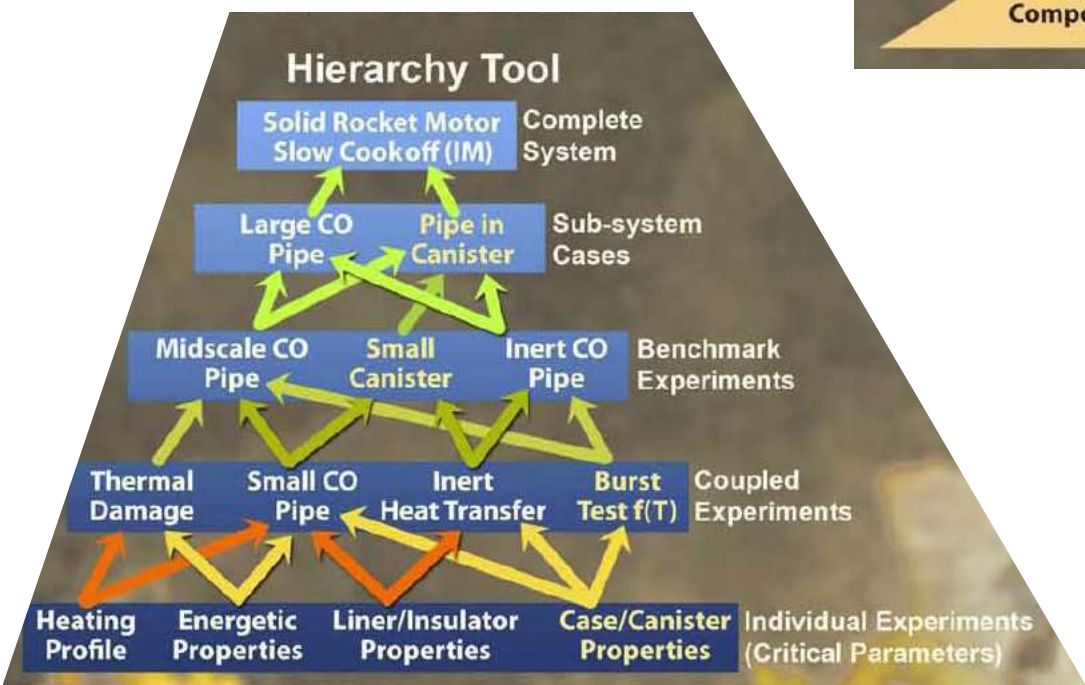 Hierarchy Tool
Solid Rocket Motor
Slow Cookoff (IM)
Complete
System
Large CO
Pipe
Pipe in
Canister
Sub-system
Cases
Midscale CO
Pipe
Small
Canister
Inert CO
Pipe
Benchmark
Experiments
Thermal
Damage
Small CO
Pipe
Inert
Heat Transfer
Burst
Test f(T)
Coupled
Experiments
Heating
Profile
Energetic
Properties
Liner/Insulator
Properties
Case/Canister
Properties
Individual Experiments
(Critical Parameters)